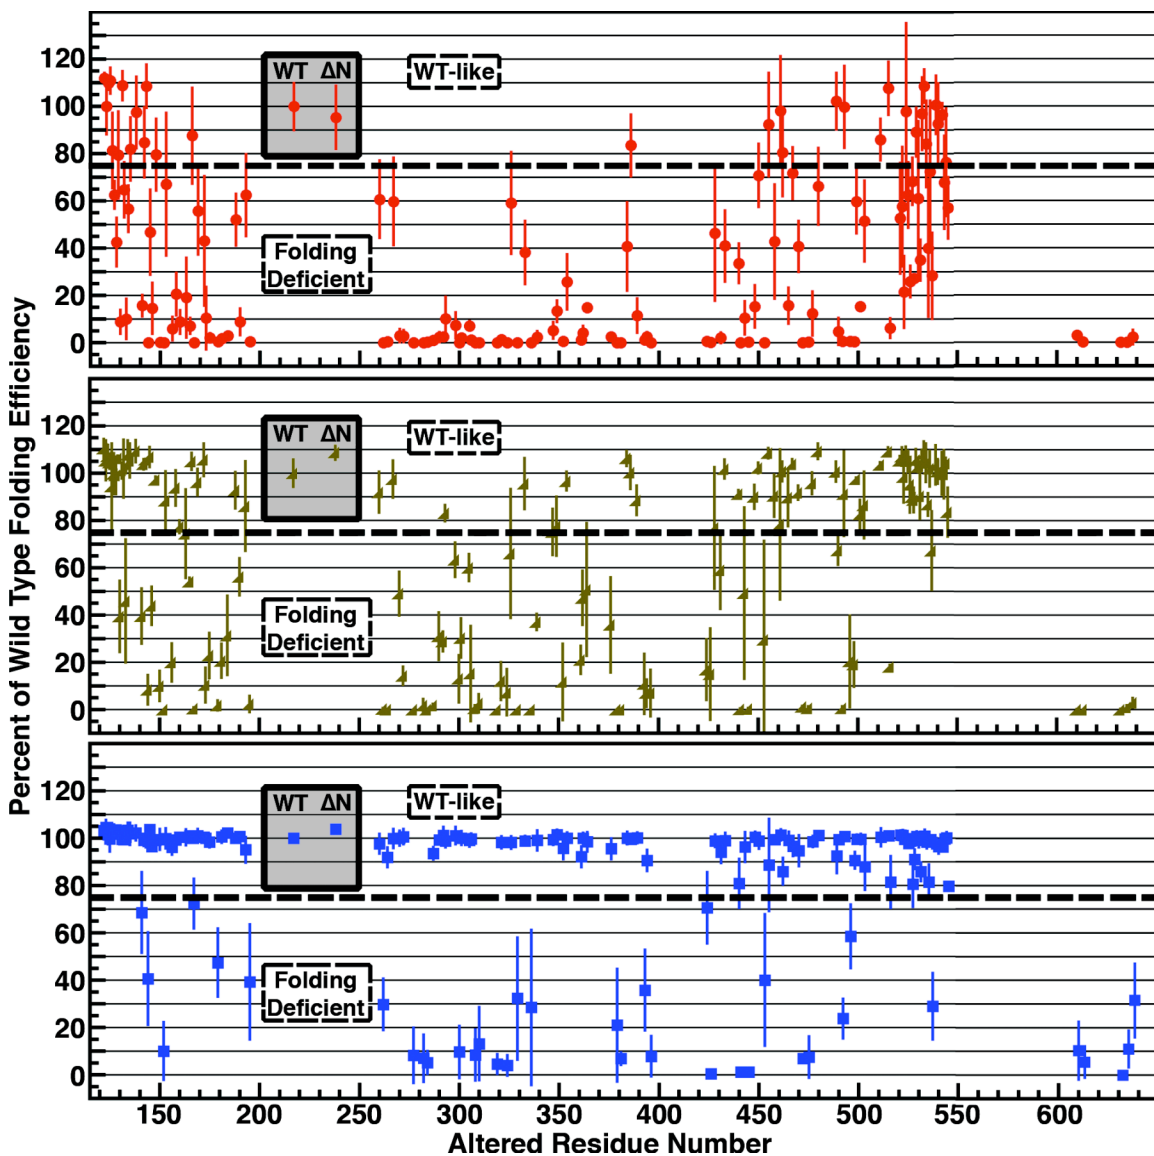 Percent of Wild Type Folding Efficiency
120
100
80
60
40
20
0
WT ΔN
WT-like
Folding
Deficient
120
100
80
60
40
20
0
WT ΔN
WT-like
Folding
Deficient
120
100
80
60
40
20
0
WT ΔN
WT-like
Folding
Deficient
150 200 250 300 350 400 450 500 550 600
Altered Residue Number